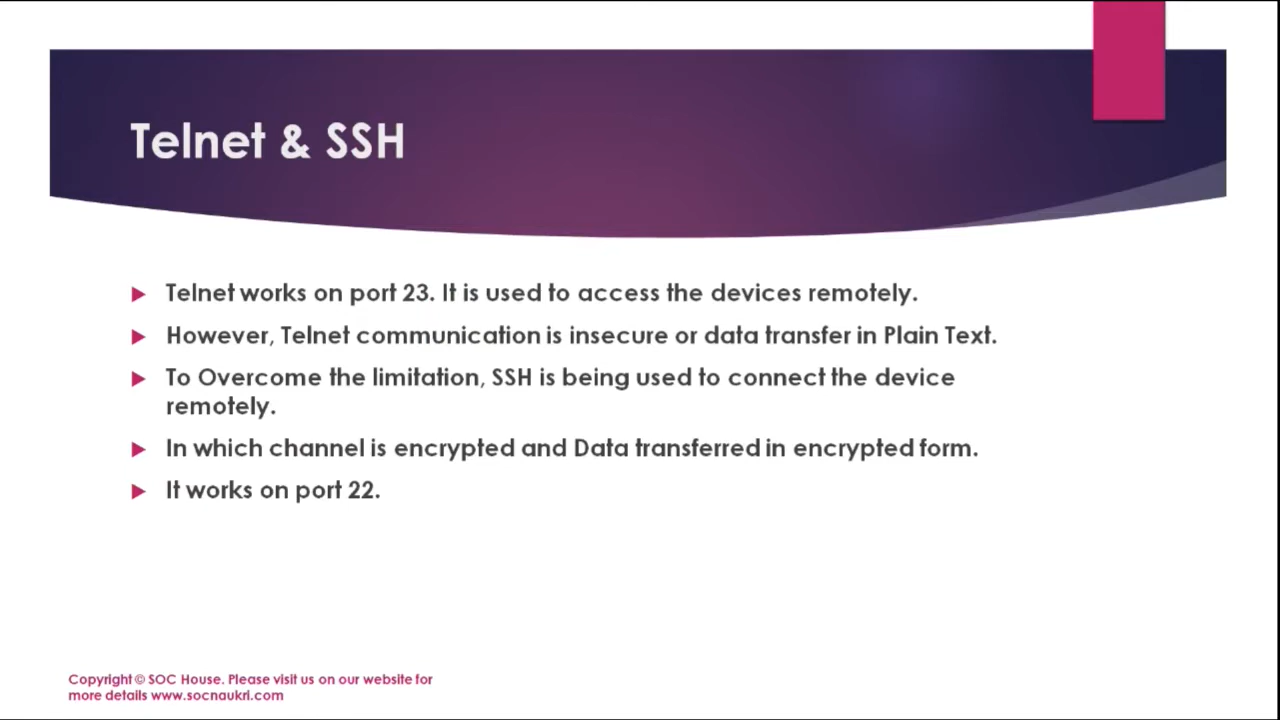 Telnet & SSH
Telnet works on port 23. It is used to access the devices remotely.
However, Telnet communication is insecure or data transfer in Plain Text.
To Overcome the limitation, SSH is being used to connect the device
remotely.
In which channel is encrypted and Data transferred in encrypted form.
It works on port 22.
Copyright © SOC House. Please visit us on our website for
more details www.socnaukri.com